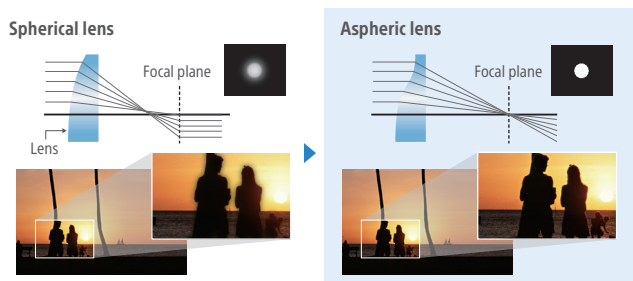 Spherical lens
Focal plane
Lens
Aspheric lens
Focal plane